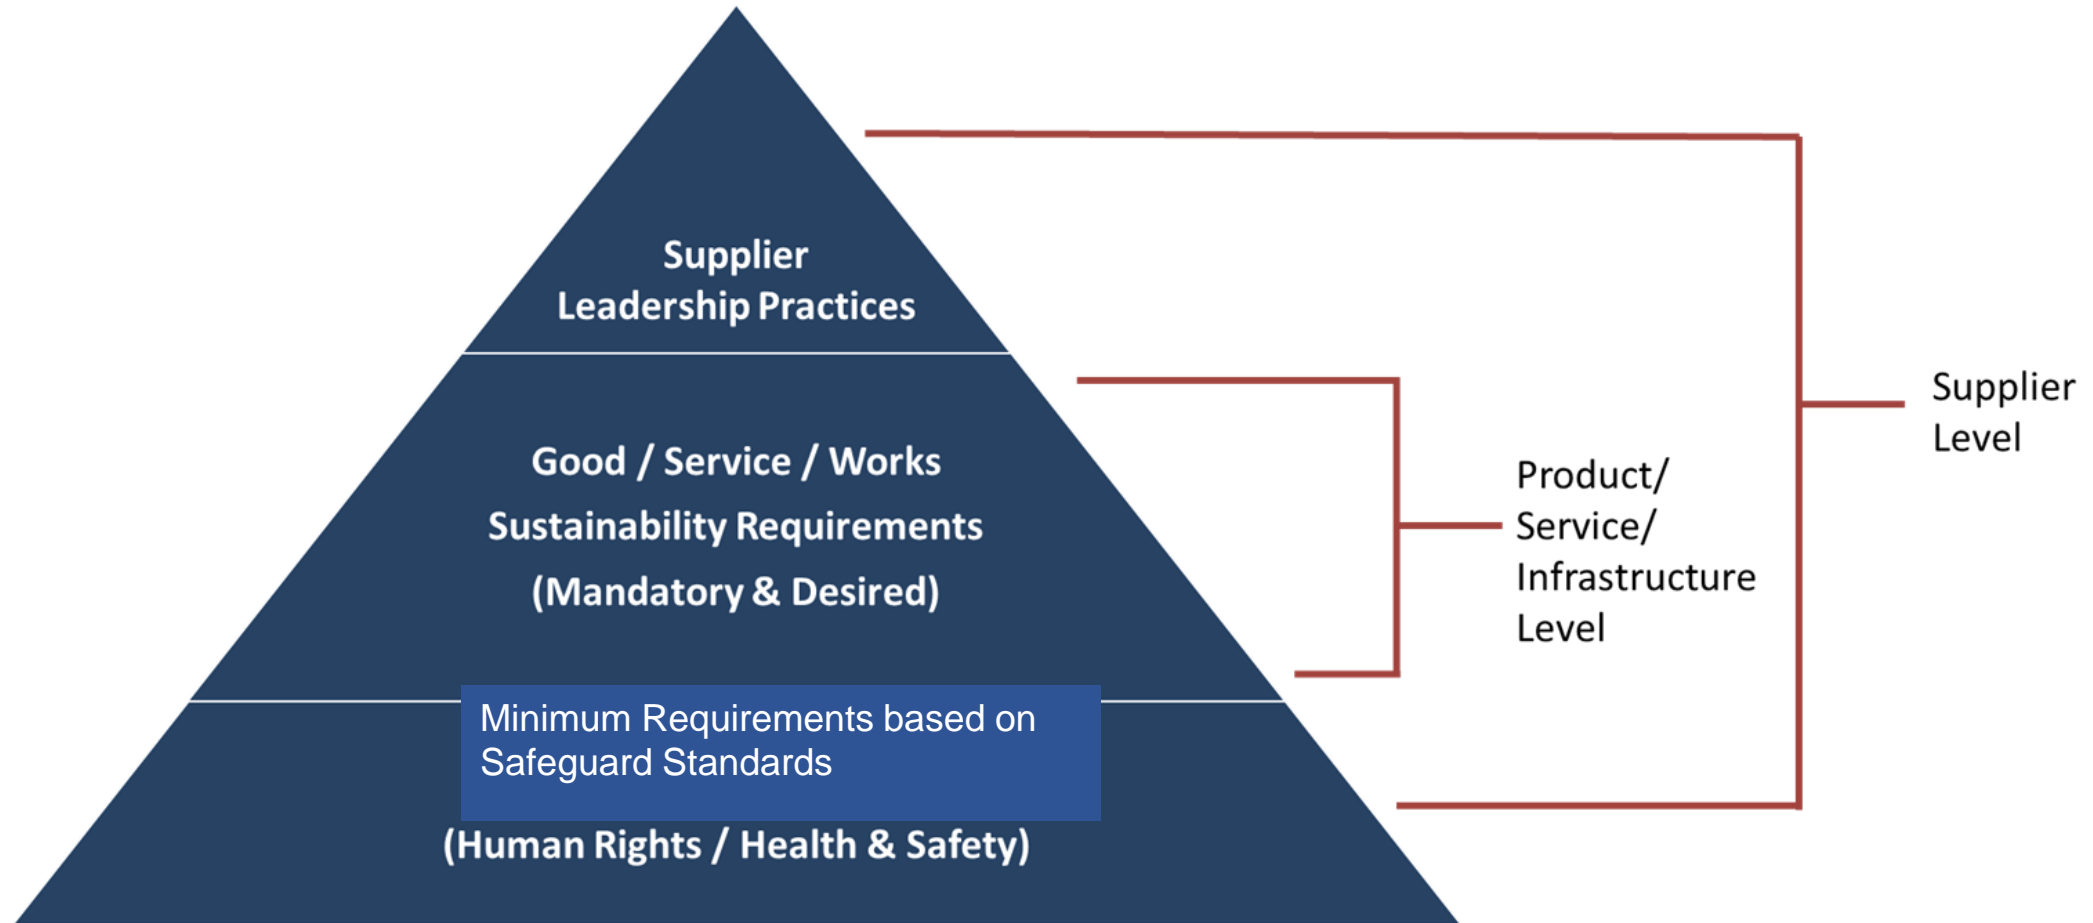 Supplier
Leadership Practices
Good / Service / Works
Sustainability Requirements
(Mandatory & Desired)
Minimum Requirements based on
Safeguard Standards
(Human Rights / Health & Safety)
Product/
Service/
Infrastructure
Level
Supplier
Level